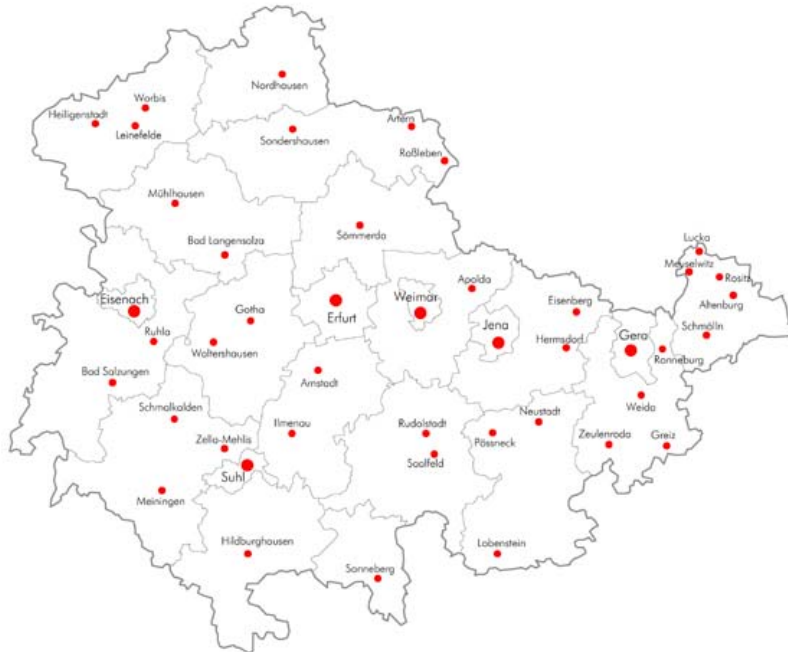 Nordhausen
Worbis
Heiligenstadt
Leinefelde
Artern
Sondershausen
Roßleben
Mühlhausen
Sömmerda
Bad Langensalza
Lucka
Meuselwitz
Rositz
Altenburg
Apolda
Eisenach
Weimar
Eisenberg
Gotha
Erfurt
Jena
Schmölln
Ruhla
Gera
Hermsdorf
Waltershausen
Ronneburg
Arnstadt
Bad Salzungen
Schmalkalden
Neustadt
Weida
Ilmenau
Rudolstadt
Zella-Mehlis
Pössneck
Zeulenroda
Greiz
Saalfeld
Suhl
Meiningen
Hildburghausen
Lobenstein
Sonneberg